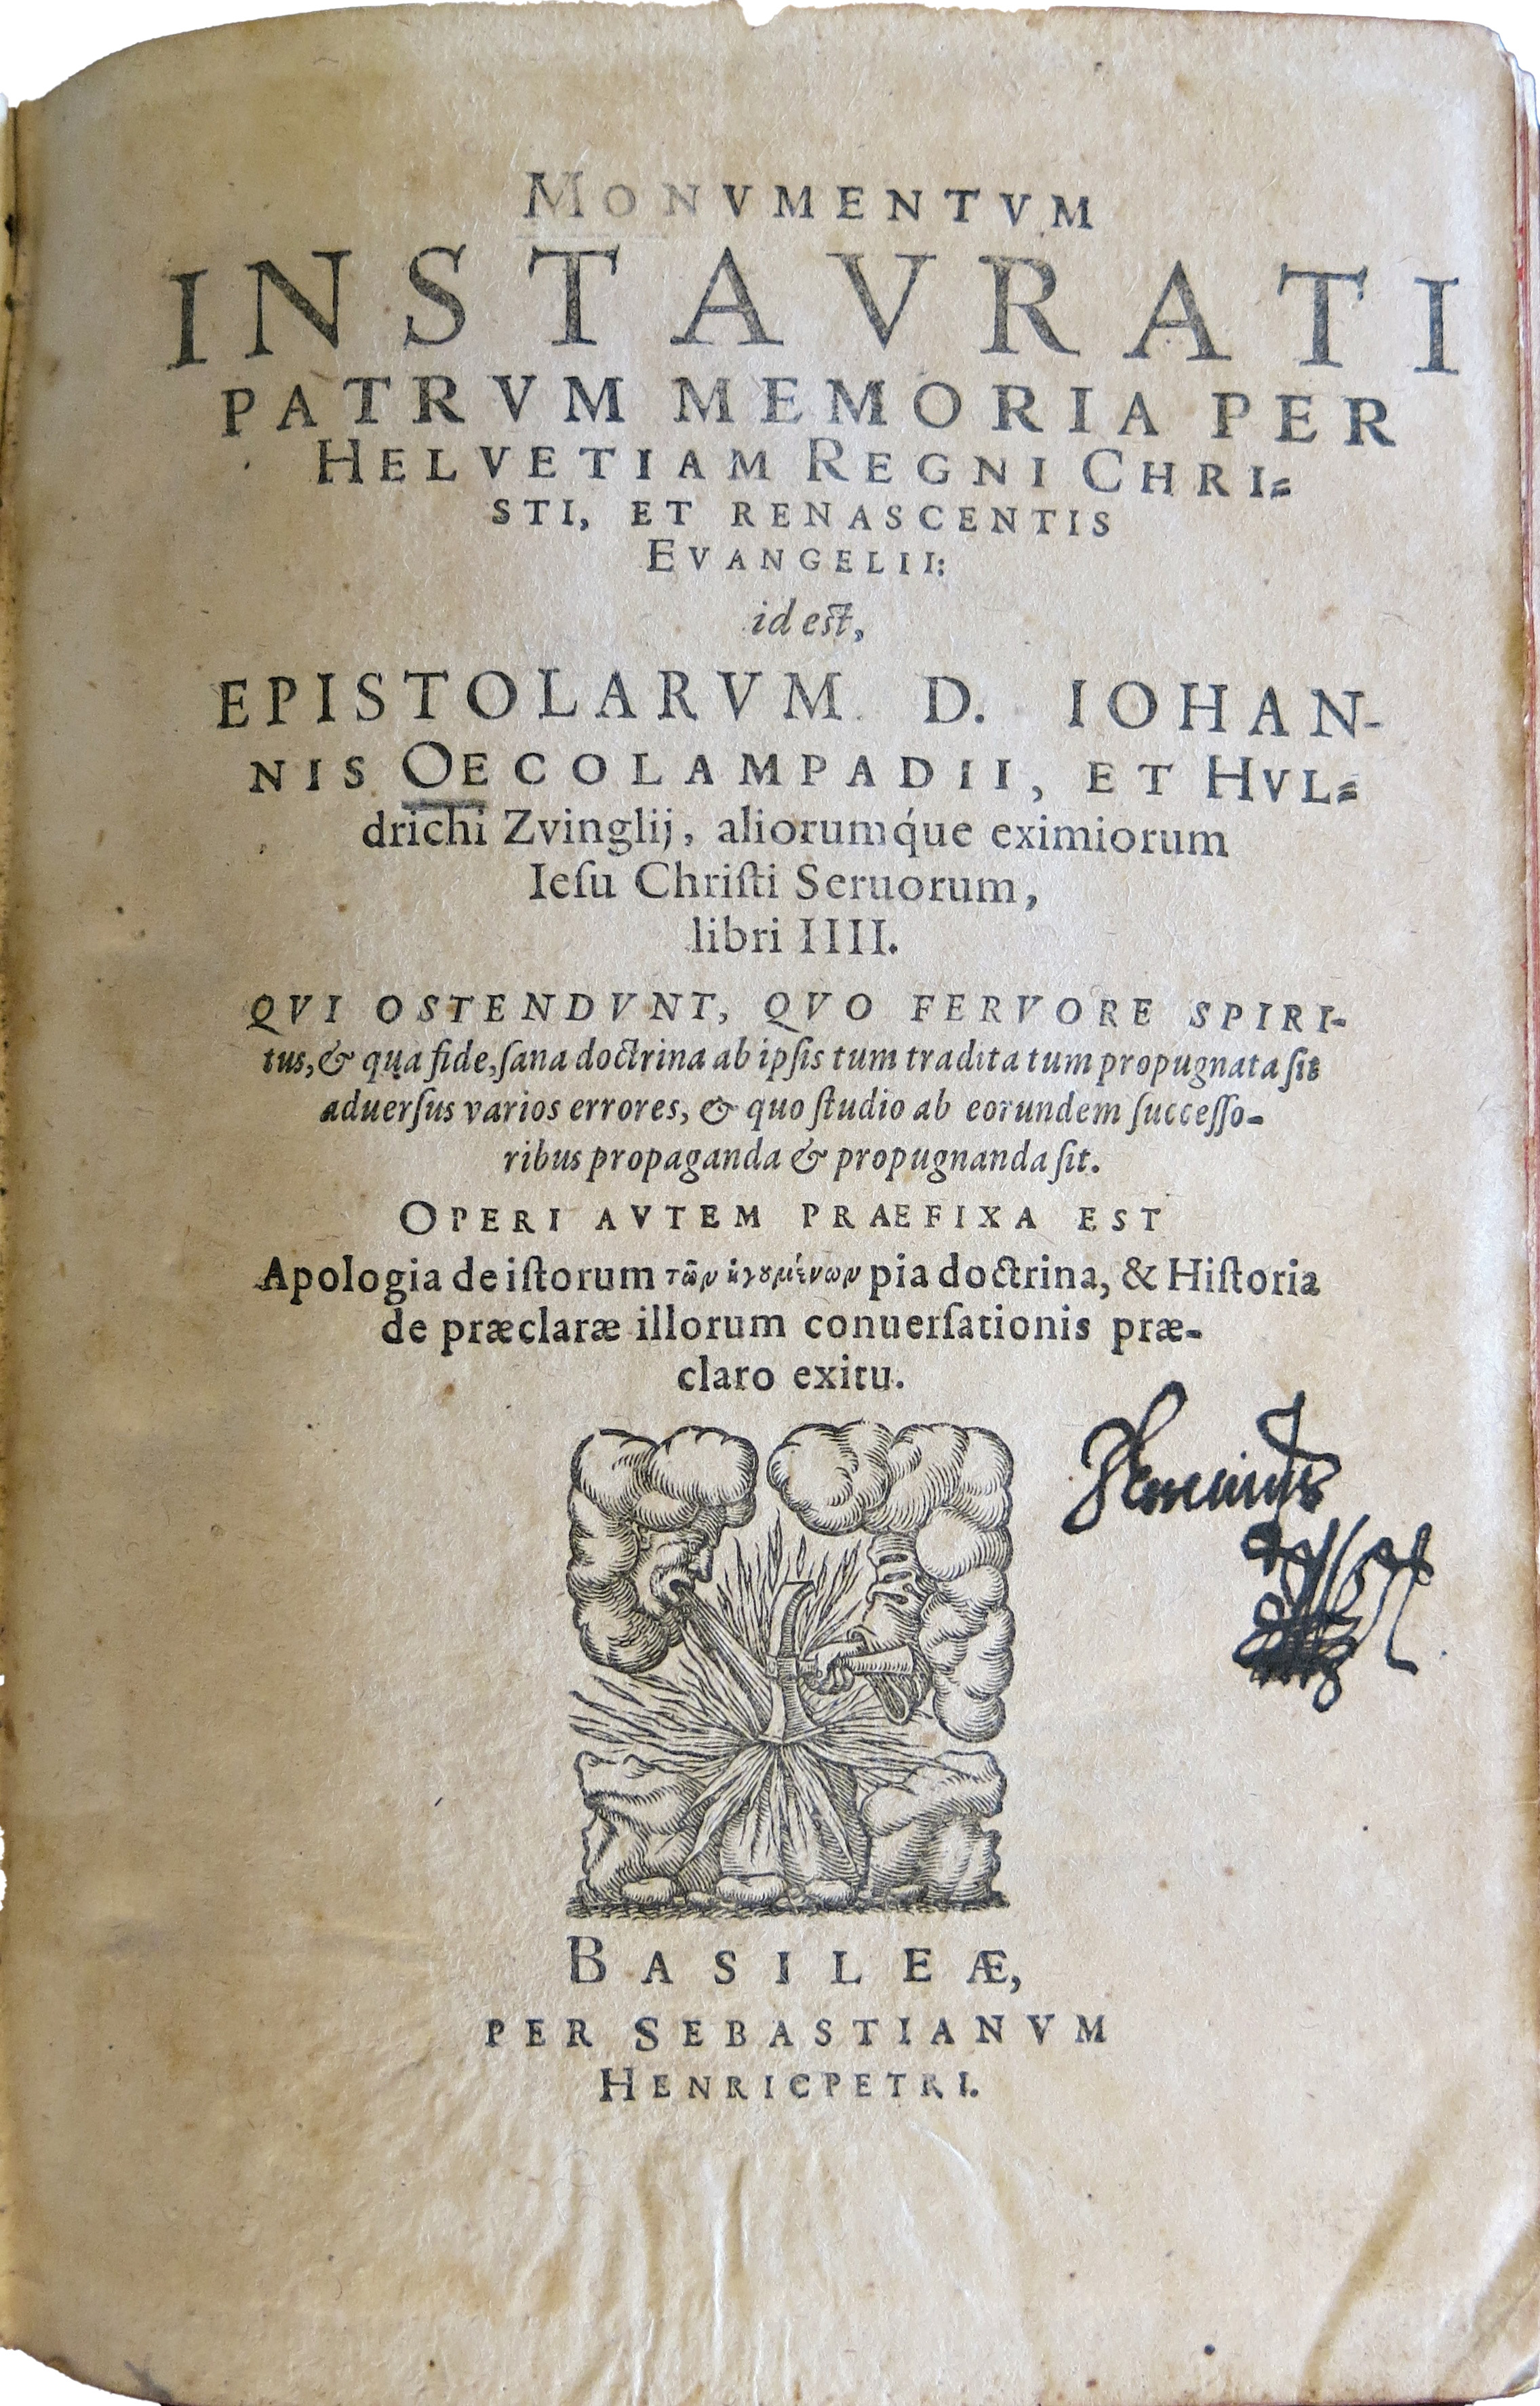 MONVMENTVM
INSTAVRATI
PATRVM MEMORIA PER
HELVETIAM REGNI CHRI=
STI, ET RENASCENTIS
EVANGELII:
id est,
EPISTOLARVM D. IOHAN-
NIS OECOLAMPADII, ET HVL=
drichi Zvinglij, aliorumq́ue eximiorum
Ieſu Chriſti Seruorum,
libri IIII.
QVI OSTENDVNT, QVO FERVORE SPIRI-
tus, & qua fide, ſana doctrina ab ipſis tum tradita tum propugnata ſit
aduerſus varios errores, & quo ſtudio ab eorundem ſucceſſo-
ribus propaganda & propugnanda ſit.
OPERI AVTEM PRAEFIXA EST
Apologia de iſtorum τῶν ἡγουμένων pia doctrina, & Hiſtoria
de præclaræ illorum conuerſationis præ-
claro exitu.
BASILEÆ,
PER SEBASTIANVM
HENRICPETRI.